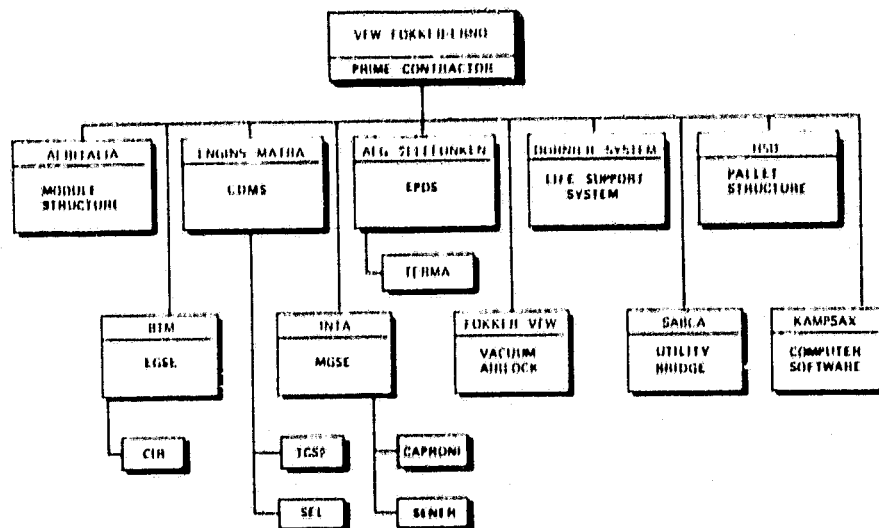 VFW FOKKER-ERNO
PRIME CONTRACTOR
AERITALIA
MODULE
STRUCTURE
ENGINS MATRA
CDMS
AEG TELEFUNKEN
EPDS
DORNIER SYSTEM
LIFE SUPPORT
SYSTEM
HSD
PALLET
STRUCTURE
TERMA
BTM
EGSE
INTA
MGSE
FOKKER VFW
VACUUM
AIRLOCK
SABCA
UTILITY
BRIDGE
KAMPSAX
COMPUTER
SOFTWARE
CIR
CAPRONI
SEL
SENER